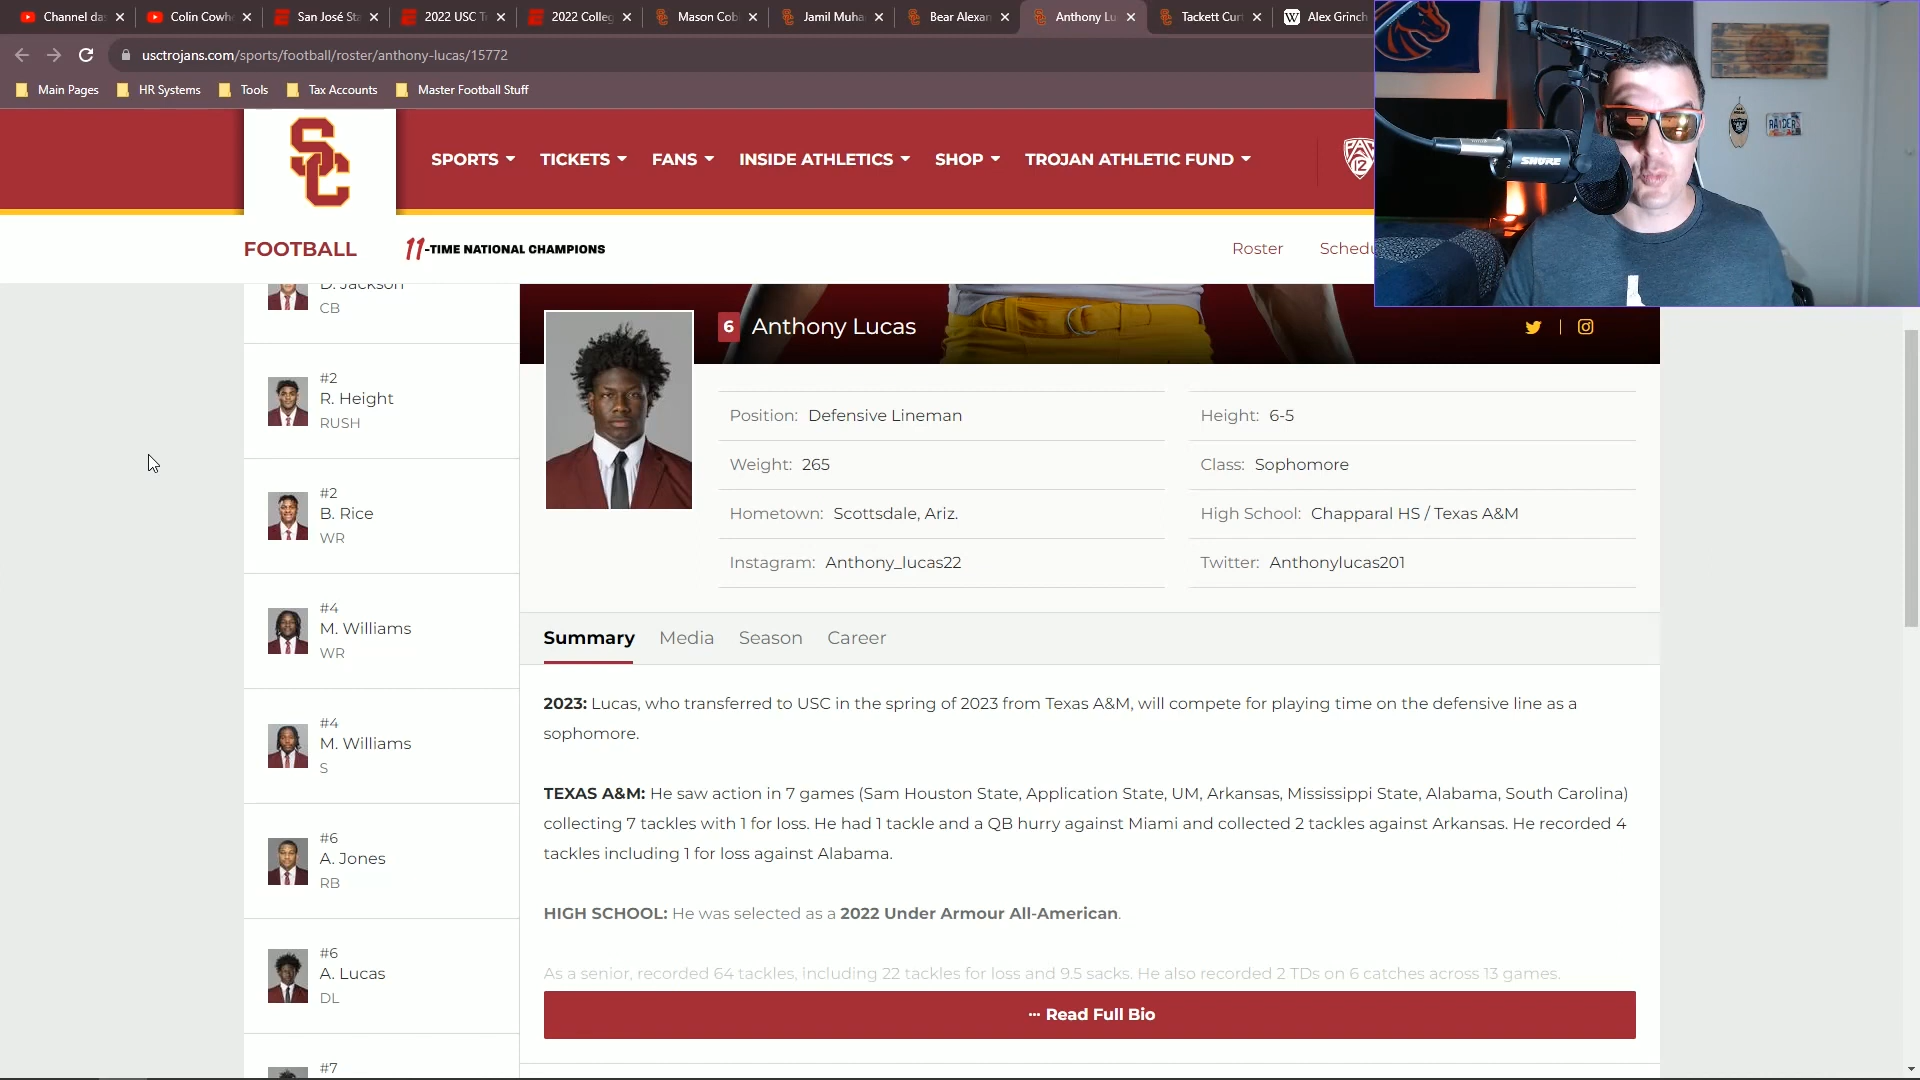 Channel da
Colin Cowh
San José Sta
2022 USC T
2022 Colleg
Mason Cob
Jamil Muha
Bear Alexan
Anthony Lu
Tackett Curt
Alex Grinch
usctrojans.com/sports/football/roster/anthony-lucas/15772
Main Pages
HR Systems
Tools
Tax Accounts
Master Football Stuff
SC
SPORTS
TICKETS
FANS
INSIDE ATHLETICS
SHOP
TROJAN ATHLETIC FUND
PAC
12
SHURE
RAIDERS
FOOTBALL
11-TIME NATIONAL CHAMPIONS
Roster
Schedu
D. Jackson
CB
#2
R. Height
RUSH
#2
B. Rice
WR
#4
M. Williams
WR
#4
M. Williams
S
#6
A. Jones
RB
#6
A. Lucas
DL
#7
6 Anthony Lucas
Position: Defensive Lineman
Height: 6-5
Weight: 265
Class: Sophomore
Hometown: Scottsdale, Ariz.
High School: Chapparal HS / Texas A&M
Instagram: Anthony_lucas22
Twitter: Anthonylucas201
Summary
Media
Season
Career
2023: Lucas, who transferred to USC in the spring of 2023 from Texas A&M, will compete for playing time on the defensive line as a
sophomore.
TEXAS A&M: He saw action in 7 games (Sam Houston State, Application State, UM, Arkansas, Mississippi State, Alabama, South Carolina)
collecting 7 tackles with 1 for loss. He had 1 tackle and a QB hurry against Miami and collected 2 tackles against Arkansas. He recorded 4
tackles including 1 for loss against Alabama.
HIGH SCHOOL: He was selected as a 2022 Under Armour All-American.
As a senior, recorded 64 tackles, including 22 tackles for loss and 9.5 sacks. He also recorded 2 TDs on 6 catches across 13 games.
··· Read Full Bio